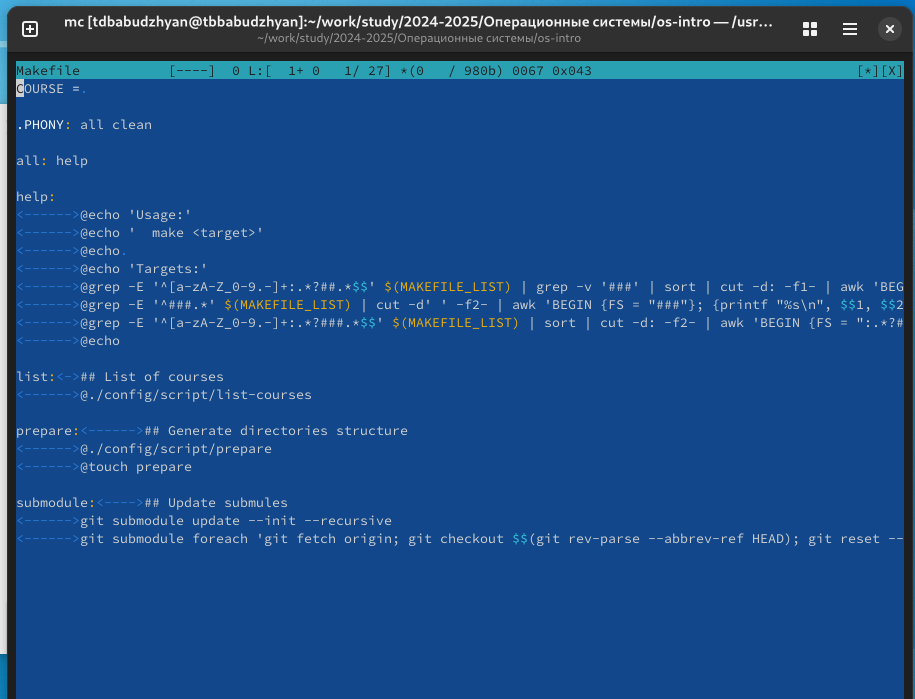 mc [tdbabudzhyan@tbbabudzhyan]:~/work/study/2024-2025/Операционные системы/os-intro — /usr...
~/work/study/2024-2025/Операционные системы/os-intro
Makefile [----] 0 L:[ 1+ 0 1/ 27] *(0 / 980b) 0067 0x043 [*][X]
COURSE =.
.PHONY: all clean
all: help
help:
<------>@echo 'Usage:'
<------>@echo '  make <target>'
<------>@echo.
<------>@echo 'Targets:'
<------>@grep -E '^[a-zA-Z_0-9.-]+:.*?##.*$$' $(MAKEFILE_LIST) | grep -v '###' | sort | cut -d: -f1- | awk 'BEG
<------>@grep -E '^###.*' $(MAKEFILE_LIST) | cut -d' ' -f2- | awk 'BEGIN {FS = "###"}; {printf "%s\n", $$1, $$2
<------>@grep -E '^[a-zA-Z_0-9.-]+:.*?###.*$$' $(MAKEFILE_LIST) | sort | cut -d: -f2- | awk 'BEGIN {FS = ":.*?#
<------>@echo
list:<->## List of courses
<------>@./config/script/list-courses
prepare:<------>## Generate directories structure
<------>@./config/script/prepare
<------>@touch prepare
submodule:<---->## Update submules
<------>git submodule update --init --recursive
<------>git submodule foreach 'git fetch origin; git checkout $$(git rev-parse --abbrev-ref HEAD); git reset --